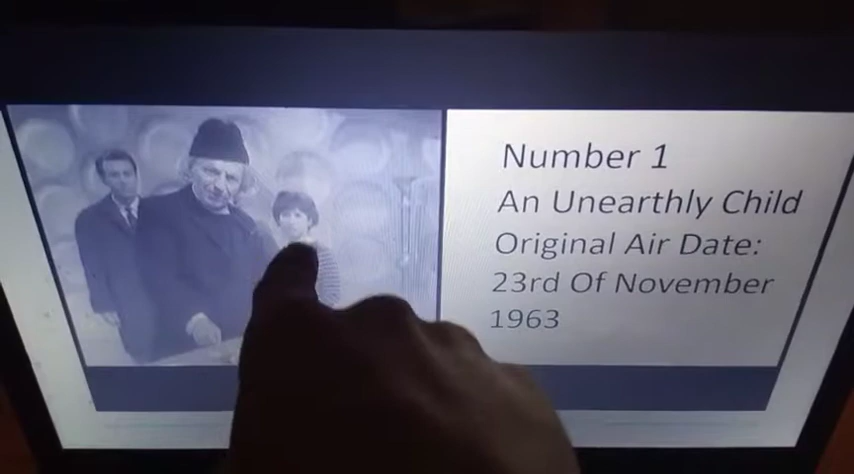 Number 1
An Unearthly Child
Original Air Date:
23rd Of November
1963